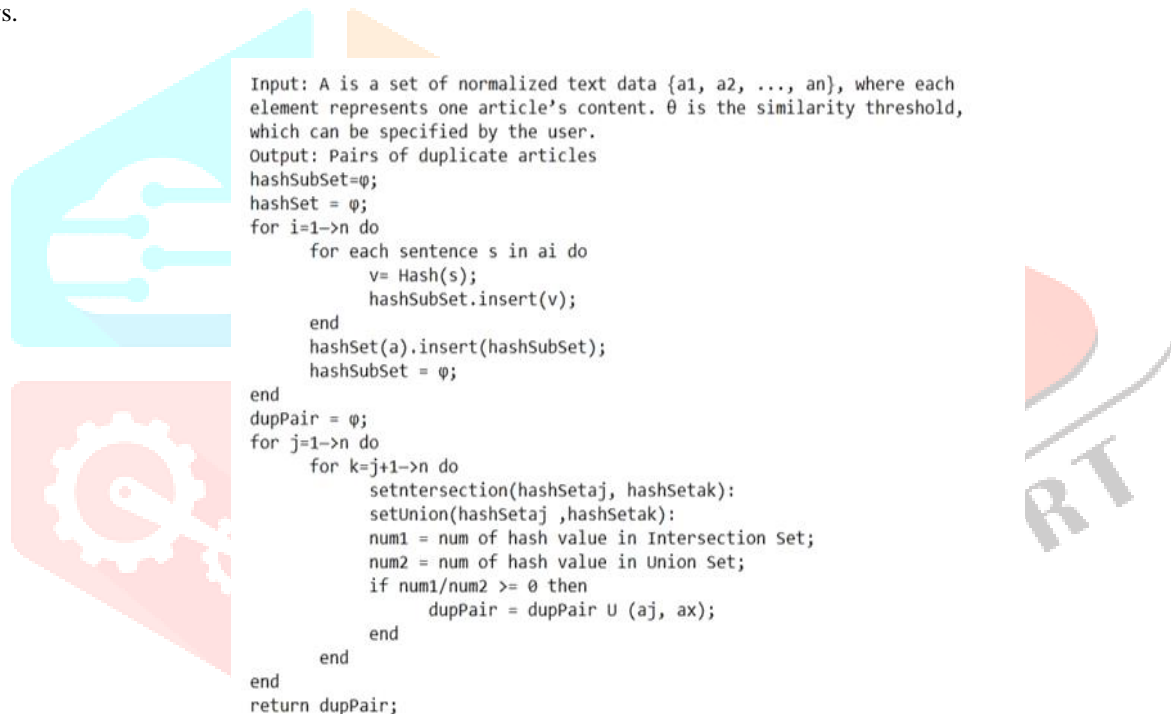 s.
Input: A is a set of normalized text data {a1, a2, ..., an}, where each
element represents one article’s content. θ is the similarity threshold,
which can be specified by the user.
Output: Pairs of duplicate articles
hashSubSet=φ;
hashSet = φ;
for i=1->n do
for each sentence s in ai do
v= Hash(s);
hashSubSet.insert(v);
end
hashSet(a).insert(hashSubSet);
hashSubSet = φ;
end
dupPair = φ;
for j=1->n do
for k=j+1->n do
setntersection(hashSetaj, hashSetak):
setUnion(hashSetaj ,hashSetak):
num1 = num of hash value in Intersection Set;
num2 = num of hash value in Union Set;
if num1/num2 >= θ then
dupPair = dupPair U (aj, ax);
end
end
end
return dupPair;
RT